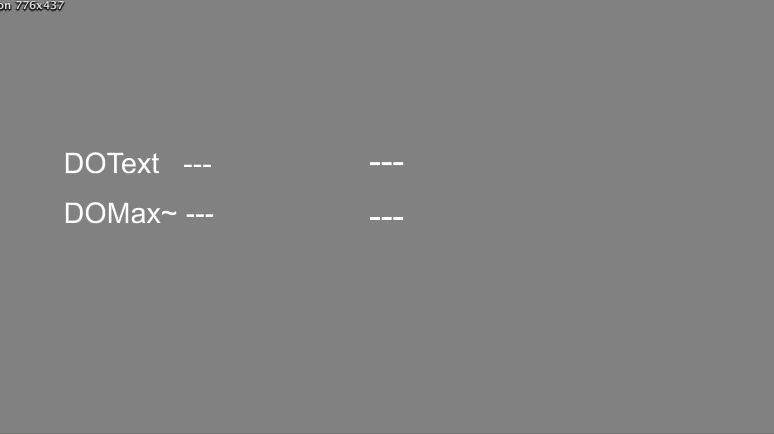 on 776x437
DOText --- ---
DOMax~ --- ---